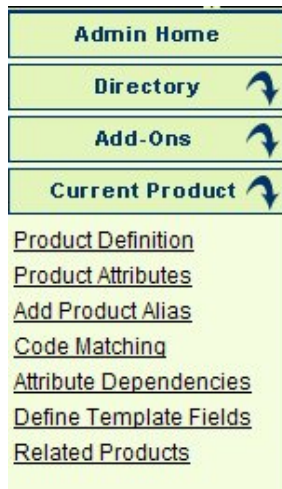 Admin Home
Directory
Add-Ons
Current Product
Product Definition
Product Attributes
Add Product Alias
Code Matching
Attribute Dependencies
Define Template Fields
Related Products